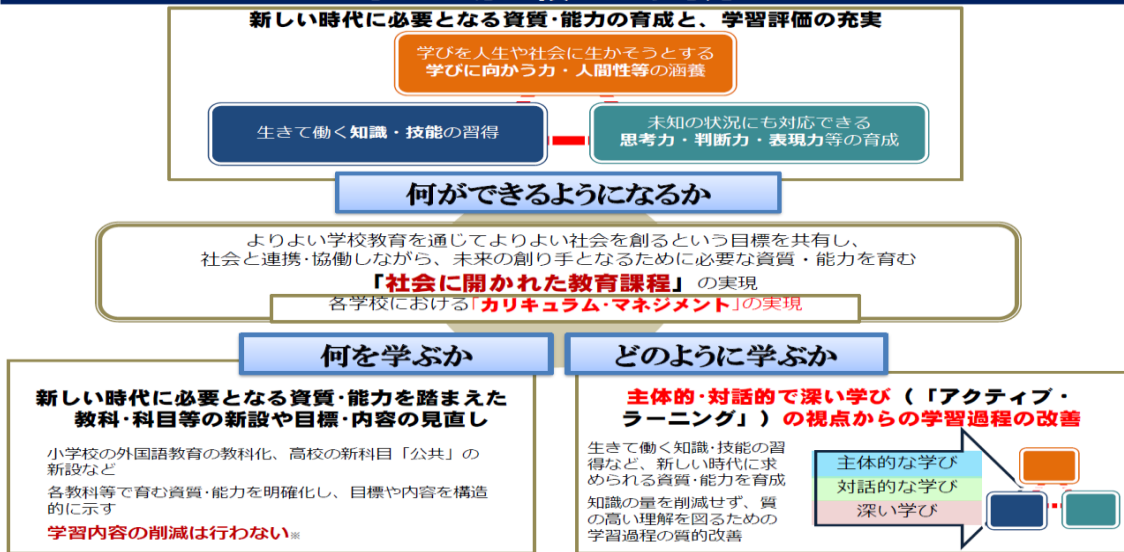 新しい時代に必要となる資質･能力の育成と、学習評価の充実
学びを人生や社会に生かそうとする
学びに向かう力・人間性等の涵養
生きて働く知識・技能の習得
未知の状況にも対応できる
思考力・判断力・表現力等の育成
何ができるようになるか
よりよい学校教育を通じてよりよい社会を創るという目標を共有し、
社会と連携･協働しながら、未来の創り手となるために必要な資質・能力を育む
「社会に開かれた教育課程」の実現
各学校における「カリキュラム･マネジメント」の実現
何を学ぶか
新しい時代に必要となる資質･能力を踏まえた
教科･科目等の新設や目標･内容の見直し
小学校の外国語教育の教科化、高校の新科目「公共」の
新設など
各教科等で育む資質･能力を明確化し、目標や内容を構造
的に示す
学習内容の削減は行わない※
どのように学ぶか
主体的･対話的で深い学び（「アクティブ・
ラーニング」）の視点からの学習過程の改善
生きて働く知識･技能の習
得など、新しい時代に求
められる資質･能力を育成
知識の量を削減せず、質
の高い理解を図るための
学習過程の質的改善
主体的な学び
対話的な学び
深い学び